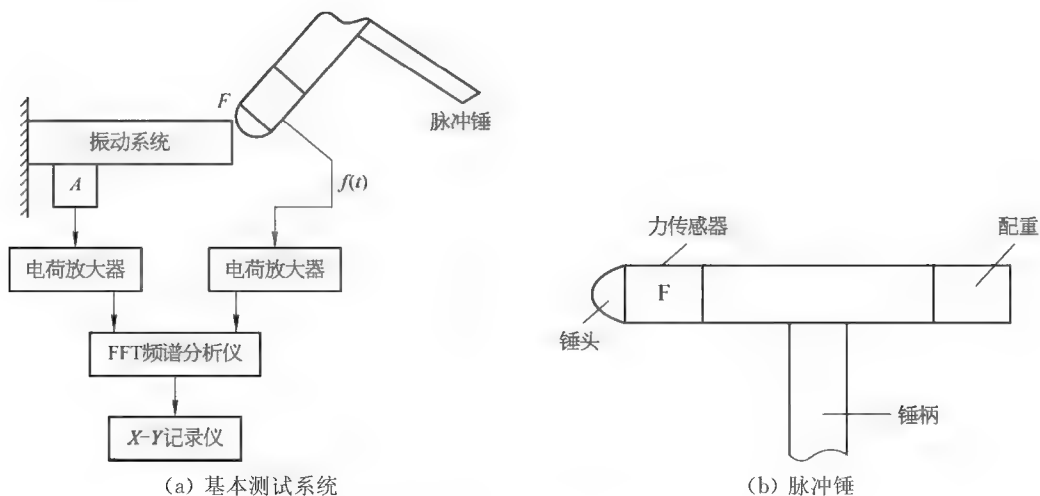 F
脉冲锤
振动系统
A
f(t)
电荷放大器
电荷放大器
FFT频谱分析仪
X-Y记录仪
(a) 基本测试系统
力传感器
配重
F
锤头
锤柄
(b) 脉冲锤